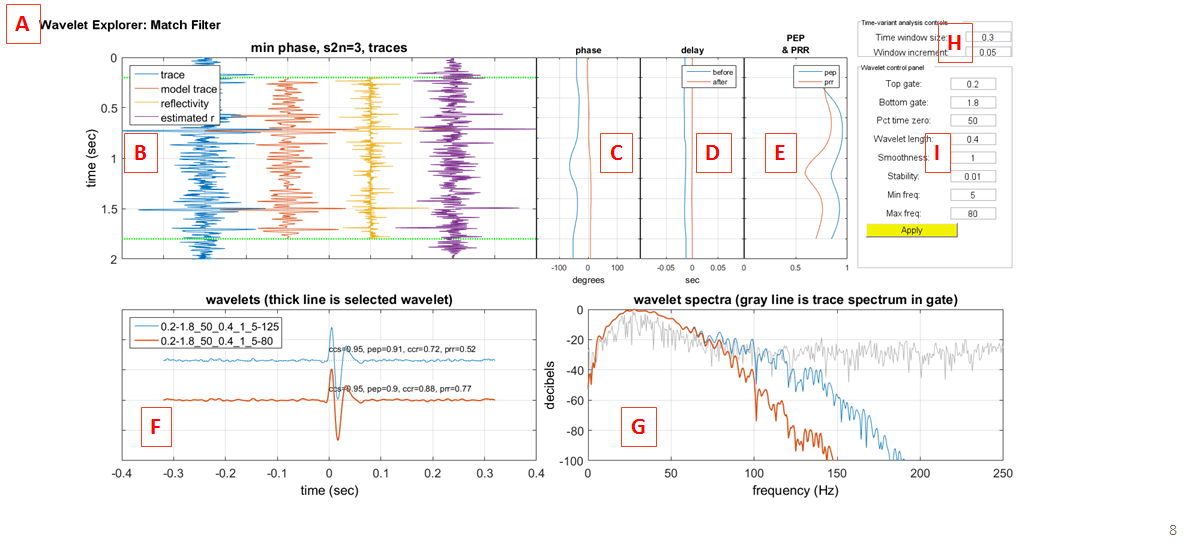 A Wavelet Explorer: Match Filter
min phase, s2n=3, traces
phase
delay
PEP
& PRR
Time-variant analysis controls
Time window size: 0.3
H
Window increment: 0.05
0
0.5
1
1.5
2
time (sec)
trace
model trace
reflectivity
estimated r
B
C
-100 0 100
degrees
before
after
D
-0.05 0 0.05 0
sec
pep
prr
E
0.5 1
Wavelet control panel
Top gate: 0.2
Bottom gate: 1.8
Pct time zero: 50
Wavelet length: 0.4
I
Smoothness: 1
Stability: 0.01
Min freq: 5
Max freq: 80
Apply
wavelets (thick line is selected wavelet)
0.2-1.8_50_0.4_1_5-125
0.2-1.8_50_0.4_1_5-80
ccs=0.95, pep=0.91, ccr=0.72, prr=0.52
ccs=0.95, pep=0.9, ccr=0.88, prr=0.77
F
-0.4 -0.3 -0.2 -0.1 0 0.1 0.2 0.3 0.4
time (sec)
wavelet spectra (gray line is trace spectrum in gate)
0
-20
-40
-60
-80
-100
decibels
G
0 50 100 150 200 250
frequency (Hz)
8